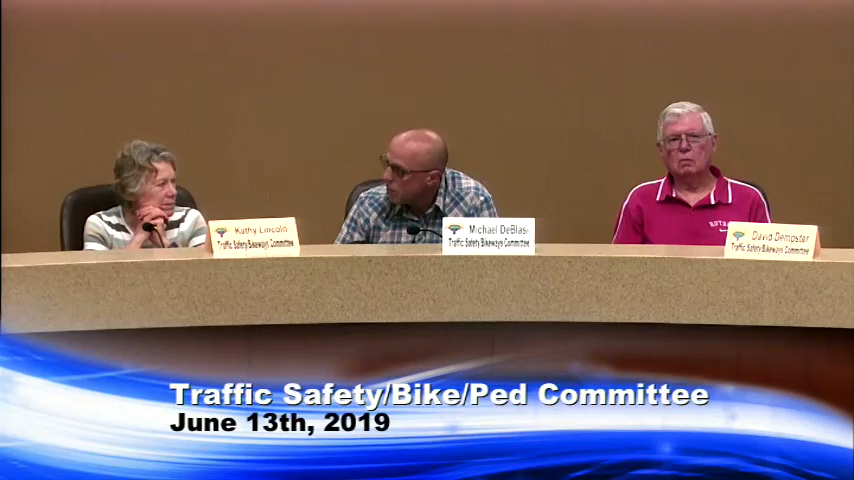 Kathy Lincoln
Traffic Safety Bikeways Committee
Michael DeBlasi
Traffic Safety Bikeways Committee
David Dempster
Traffic Safety Bikeways Committee
Traffic Safety/Bike/Ped Committee
June 13th, 2019